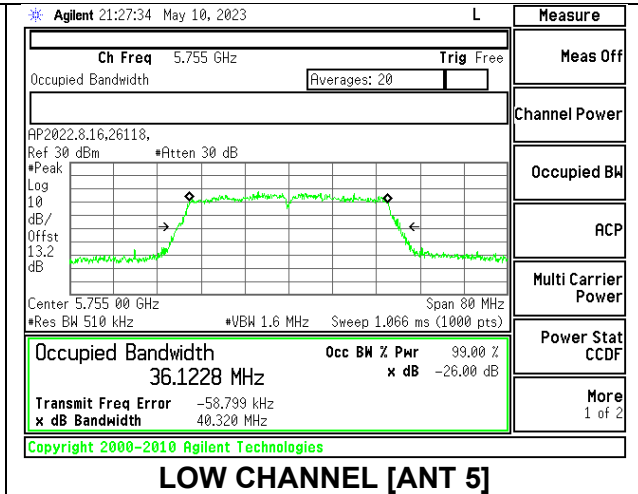 Agilent 21:27:34 May 10, 2023 L
Measure
Ch Freq 5.755 GHz Trig Free
Meas Off
Occupied Bandwidth Averages: 20
Channel Power
AP2022.8.16,26118,
Ref 30 dBm #Atten 30 dB
#Peak
Log
10
dB/
Offst
13.2
dB
Occupied BW
ACP
Multi Carrier
Power
Center 5.755 00 GHz Span 80 MHz
#Res BW 510 kHz #VBW 1.6 MHz Sweep 1.066 ms (1000 pts)
Power Stat
CCDF
Occupied Bandwidth Occ BW % Pwr 99.00 %
36.1228 MHz x dB -26.00 dB
Transmit Freq Error -58.799 kHz
x dB Bandwidth 40.320 MHz
More
1 of 2
Copyright 2000-2010 Agilent Technologies
LOW CHANNEL [ANT 5]